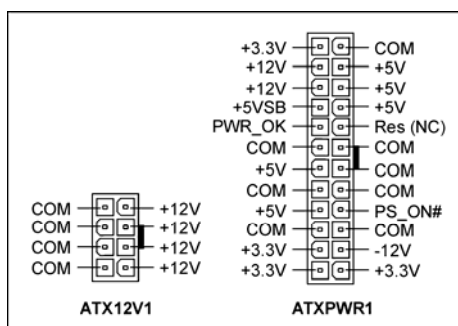 +3.3V COM
+12V +5V
+12V +5V
+5VSB +5V
PWR_OK Res (NC)
COM COM
+5V COM
COM COM
+5V PS_ON#
COM COM
+3.3V -12V
+3.3V +3.3V
ATXPWR1
COM +12V
COM +12V
COM +12V
COM +12V
ATX12V1